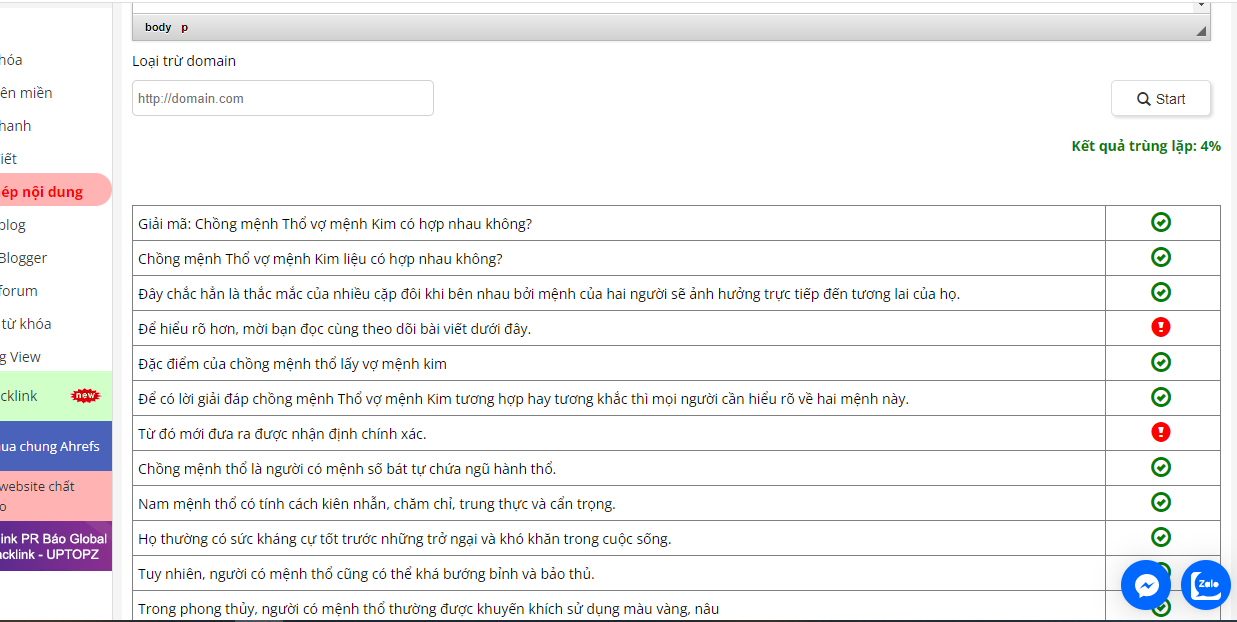 body p
Loại trừ domain
http://domain.com
Start
Kết quả trùng lặp: 4%
hóa
ên miền
hanh
iết
ép nội dung
blog
Blogger
forum
từ khóa
g View
cklink new
ua chung Ahrefs
website chất
o
ink PR Báo Global
acklink - UPTOPZ
Giải mã: Chồng mệnh Thổ vợ mệnh Kim có hợp nhau không?
Chồng mệnh Thổ vợ mệnh Kim liệu có hợp nhau không?
Đây chắc hẳn là thắc mắc của nhiều cặp đôi khi bên nhau bởi mệnh của hai người sẽ ảnh hưởng trực tiếp đến tương lai của họ.
Để hiểu rõ hơn, mời bạn đọc cùng theo dõi bài viết dưới đây.
Đặc điểm của chồng mệnh thổ lấy vợ mệnh kim
Để có lời giải đáp chồng mệnh Thổ vợ mệnh Kim tương hợp hay tương khắc thì mọi người cần hiểu rõ về hai mệnh này.
Từ đó mới đưa ra được nhận định chính xác.
Chồng mệnh thổ là người có mệnh số bát tự chứa ngũ hành thổ.
Nam mệnh thổ có tính cách kiên nhẫn, chăm chỉ, trung thực và cẩn trọng.
Họ thường có sức kháng cự tốt trước những trở ngại và khó khăn trong cuộc sống.
Tuy nhiên, người có mệnh thổ cũng có thể khá bướng bỉnh và bảo thủ.
Trong phong thủy, người có mệnh thổ thường được khuyến khích sử dụng màu vàng, nâu
Zalo